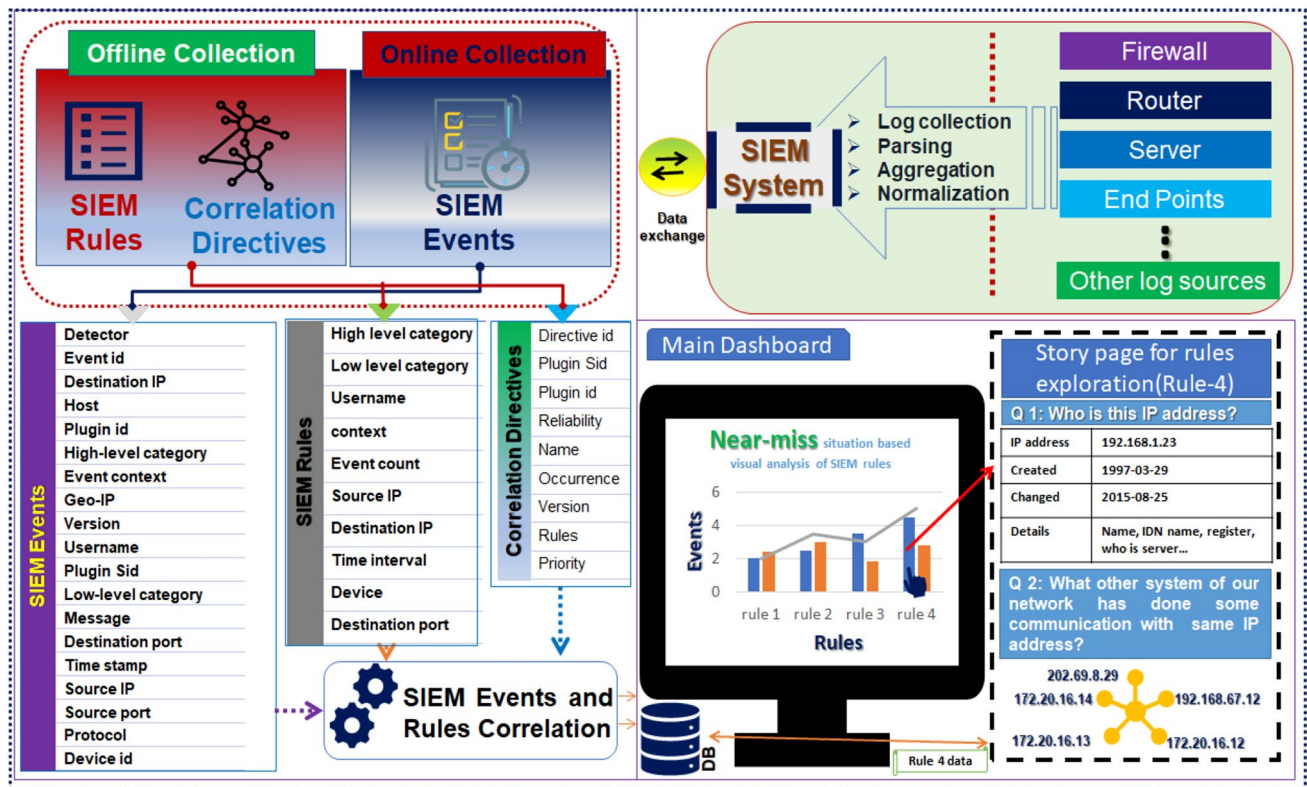 Offline Collection
Online Collection
SIEM
Rules
Correlation
Directives
SIEM
Events
Data
exchange
SIEM
System
Log collection
Parsing
Aggregation
Normalization
Firewall
Router
Server
End Points
Other log sources
SIEM Events
Detector
Event id
Destination IP
Host
Plugin id
High-level category
Event context
Geo-IP
Version
Username
Plugin Sid
Low-level category
Message
Destination port
Time stamp
Source IP
Source port
Protocol
Device id
SIEM Rules
High level category
Low level category
Username
context
Event count
Source IP
Destination IP
Time interval
Device
Destination port
Correlation Directives
Directive id
Plugin Sid
Plugin id
Reliability
Name
Occurrence
Version
Rules
Priority
SIEM Events and
Rules Correlation
Main Dashboard
Near-miss situation based
visual analysis of SIEM rules
Events
6
4
2
0
rule 1 rule 2 rule 3 rule 4
Rules
DB
Rule 4 data
Story page for rules
exploration(Rule-4)
Q 1: Who is this IP address?
IP address 192.168.1.23
Created 1997-03-29
Changed 2015-08-25
Details Name, IDN name, register,
who is server...
Q 2: What other system of our
network has done some
communication with same IP
address?
202.69.8.29
172.20.16.14 192.168.67.12
172.20.16.13 172.20.16.12